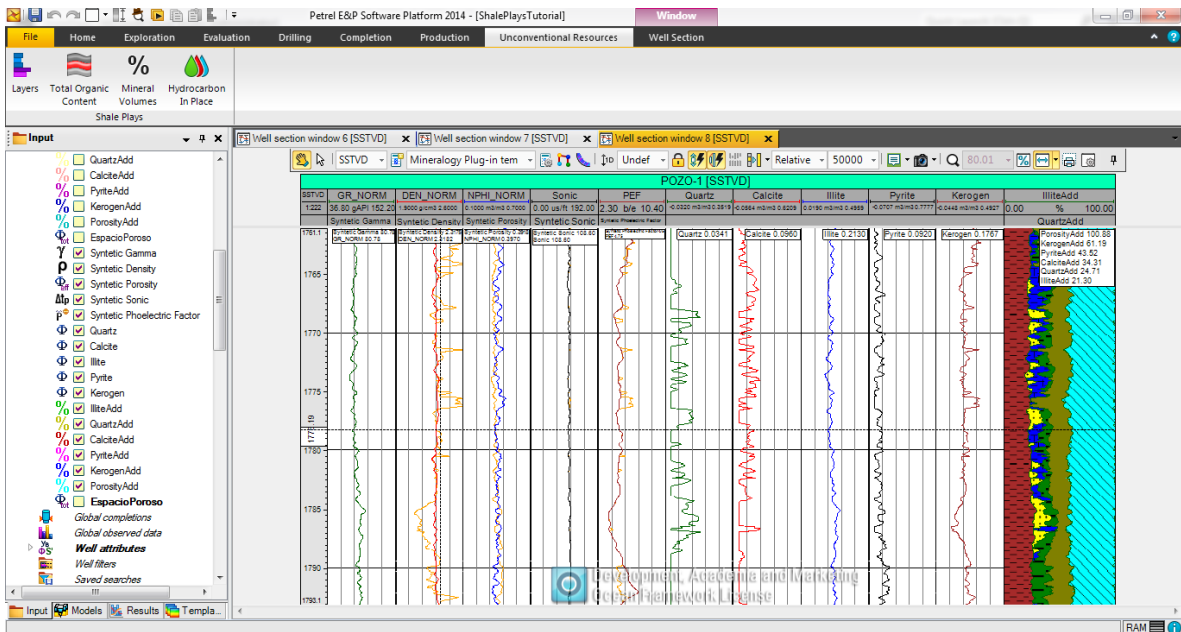 Petrel E&P Software Platform 2014 - [ShalePlaysTutorial]
Window
File Home Exploration Evaluation Drilling Completion Production Unconventional Resources Well Section
%
Layers Total Organic Content Mineral Volumes Hydrocarbon In Place
Shale Plays
Input
Well section window 6 [SSTVD] Well section window 7 [SSTVD] Well section window 8 [SSTVD]
SSTVD Mineralogy Plug-in tem Undef Relative 50000 80.01
QuartzAdd
CalciteAdd
PyriteAdd
KerogenAdd
PorosityAdd
EspacioPoroso
Syntetic Gamma
Syntetic Density
Syntetic Porosity
Syntetic Sonic
Syntetic Phoelectric Factor
Quartz
Calcite
Illite
Pyrite
Kerogen
IlliteAdd
QuartzAdd
CalciteAdd
PyriteAdd
KerogenAdd
PorosityAdd
EspacioPoroso
Global completions
Global observed data
Well attributes
Well filters
Saved searches
Input Models Results Templa...
POZO-1 [SSTVD]
SSTVD GR_NORM DEN_NORM NPHI_NORM Sonic PEF Quartz Calcite Illite Pyrite Kerogen IlliteAdd
1:222 36.80 gAPI 152.20 0.00 us/ft 192.00 2.30 b/e 10.40 0.00 % 100.00
Syntetic Gamma Syntetic Density Syntetic Porosity Syntetic Sonic QuartzAdd
1761.1
GR_NORM 80.78
Quartz 0.0341 Calcite 0.0960 Illite 0.2130 Pyrite 0.0920 Kerogen 0.1767
PorosityAdd 100.88
KerogenAdd 61.19
PyriteAdd 43.52
CalciteAdd 34.31
QuartzAdd 24.71
IlliteAdd 21.30
1765
1770
1775
1780
1785
1790
1793.1
Development, Academia and Marketing
Ocean Framework License
RAM